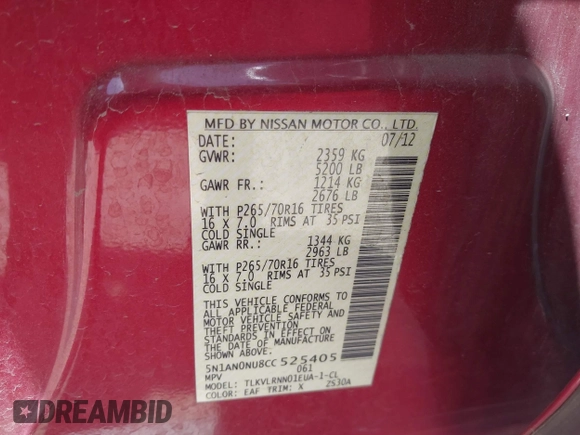 MFD BY NISSAN MOTOR CO., LTD.
DATE: 07/12
GVWR: 2359 KG
5200 LB
GAWR FR.: 1214 KG
2676 LB
WITH P265/70R16 TIRES
16 X 7.0 RIMS AT 35 PSI
COLD SINGLE
GAWR RR.: 1344 KG
2963 LB
WITH P265/70R16 TIRES
16 X 7.0 RIMS AT 35 PSI
COLD SINGLE
THIS VEHICLE CONFORMS TO
ALL APPLICABLE FEDERAL
MOTOR VEHICLE SAFETY AND
THEFT PREVENTION
STANDARDS IN EFFECT ON
THE DATE OF MANUFACTURE
SHOWN ABOVE.
5N1AN0NU8CC525405
MPV 061
MODEL: TLKVLRNN01EUA-1-CL
COLOR: EAF TRIM: X ZS30A
DREAMBID